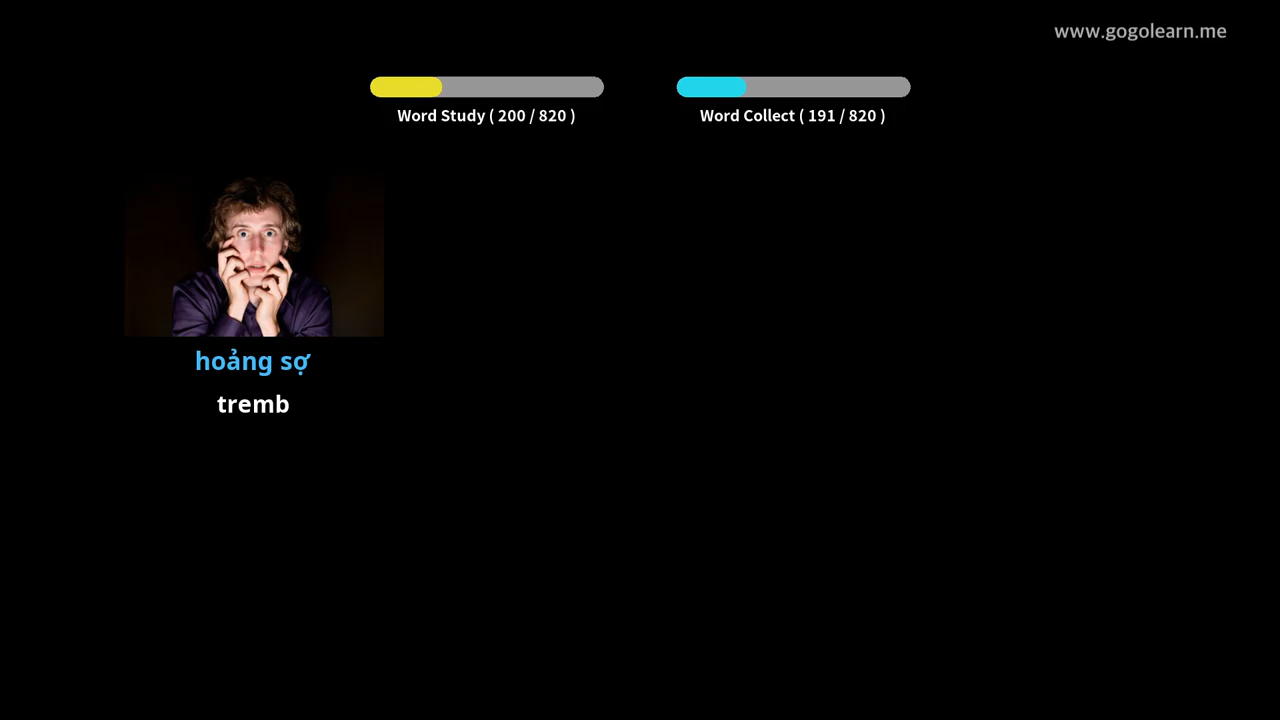 www.gogolearn.me
Word Study ( 200 / 820 )
Word Collect ( 191 / 820 )
hoảng sợ
tremb